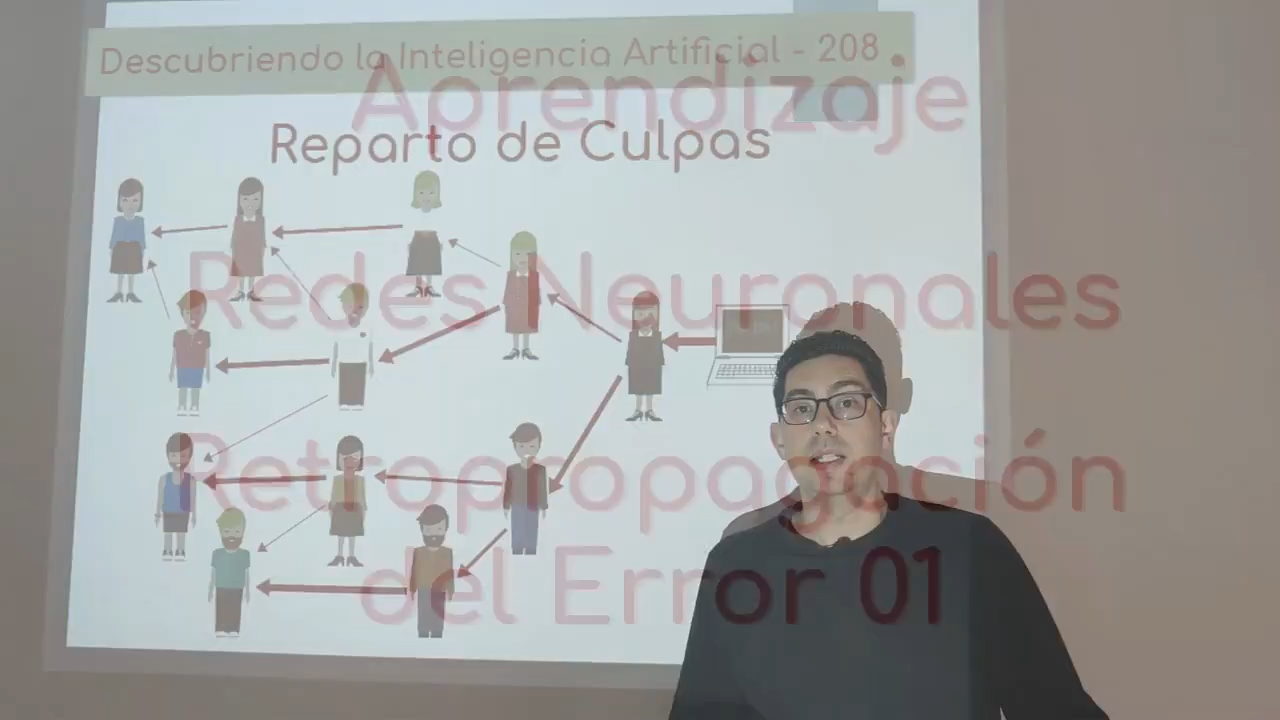 Descubriendo la Inteligencia Artificial - 208
Aprendizaje
Reparto de Culpas
Redes Neuronales
Retropropagación
del Error 01